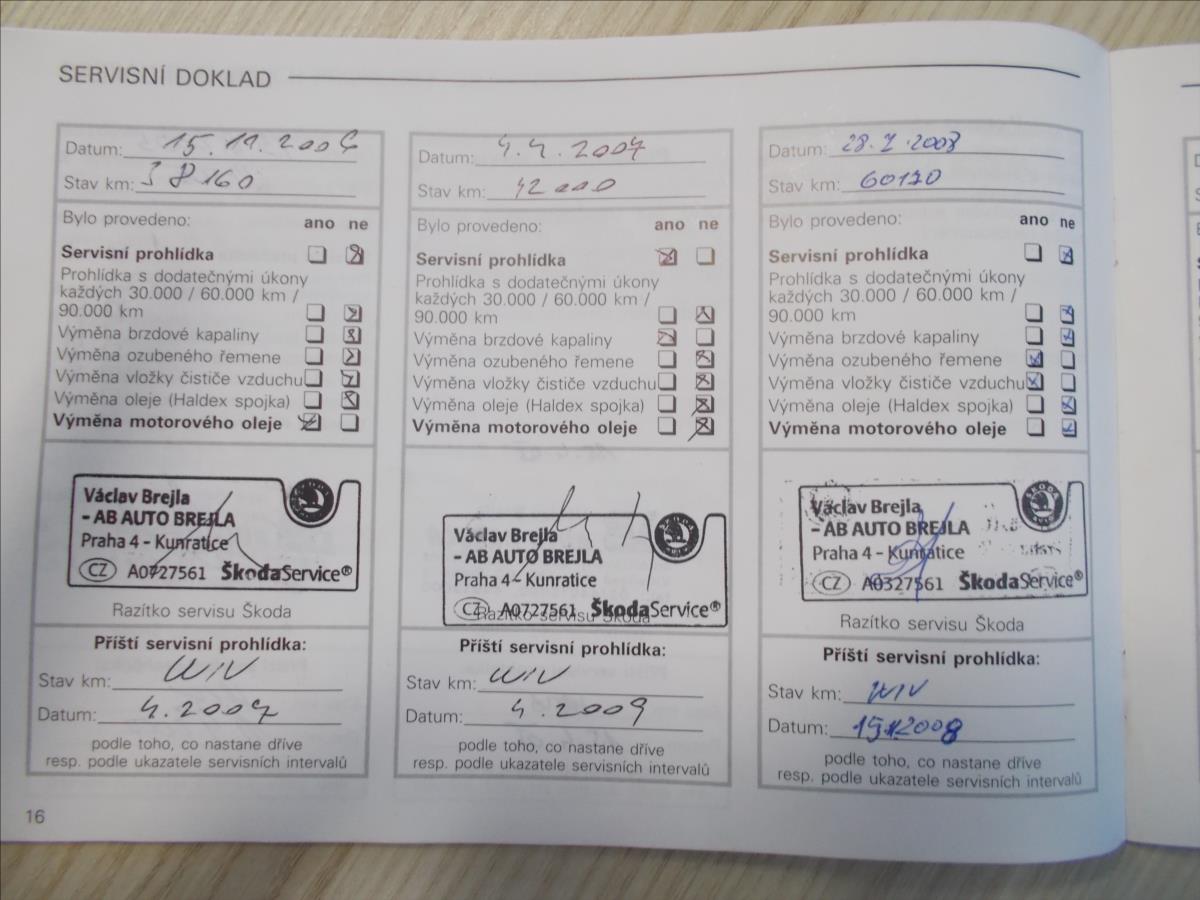 SERVISNÍ DOKLAD
Datum: 15.11.2006
Stav km: 38160
Bylo provedeno: ano ne
Servisní prohlídka
Prohlídka s dodatečnými úkony
každých 30.000 / 60.000 km /
90.000 km
Výměna brzdové kapaliny
Výměna ozubeného řemene
Výměna vložky čističe vzduchu
Výměna oleje (Haldex spojka)
Výměna motorového oleje
Václav Brejla
- AB AUTO BREJLA
Praha 4 - Kunratice
CZ A0727561 ŠkodaService®
Razítko servisu Škoda
Příští servisní prohlídka:
Stav km: WIV
Datum: 4.2007
podle toho, co nastane dříve
resp. podle ukazatele servisních intervalů
Datum: 4.4.2007
Stav km: 42000
Bylo provedeno: ano ne
Servisní prohlídka
Prohlídka s dodatečnými úkony
každých 30.000 / 60.000 km /
90.000 km
Výměna brzdové kapaliny
Výměna ozubeného řemene
Výměna vložky čističe vzduchu
Výměna oleje (Haldex spojka)
Výměna motorového oleje
Václav Brejla
- AB AUTO BREJLA
Praha 4 - Kunratice
CZ A0727561 ŠkodaService®
Razítko servisu Škoda
Příští servisní prohlídka:
Stav km: WIV
Datum: 4.2009
podle toho, co nastane dříve
resp. podle ukazatele servisních intervalů
Datum: 28.7.2008
Stav km: 60170
Bylo provedeno: ano ne
Servisní prohlídka
Prohlídka s dodatečnými úkony
každých 30.000 / 60.000 km /
90.000 km
Výměna brzdové kapaliny
Výměna ozubeného řemene
Výměna vložky čističe vzduchu
Výměna oleje (Haldex spojka)
Výměna motorového oleje
Václav Brejla
- AB AUTO BREJLA
Praha 4 - Kunratice
CZ A0327561 ŠkodaService®
Razítko servisu Škoda
Příští servisní prohlídka:
Stav km: WIV
Datum:
podle toho, co nastane dříve
resp. podle ukazatele servisních intervalů
16